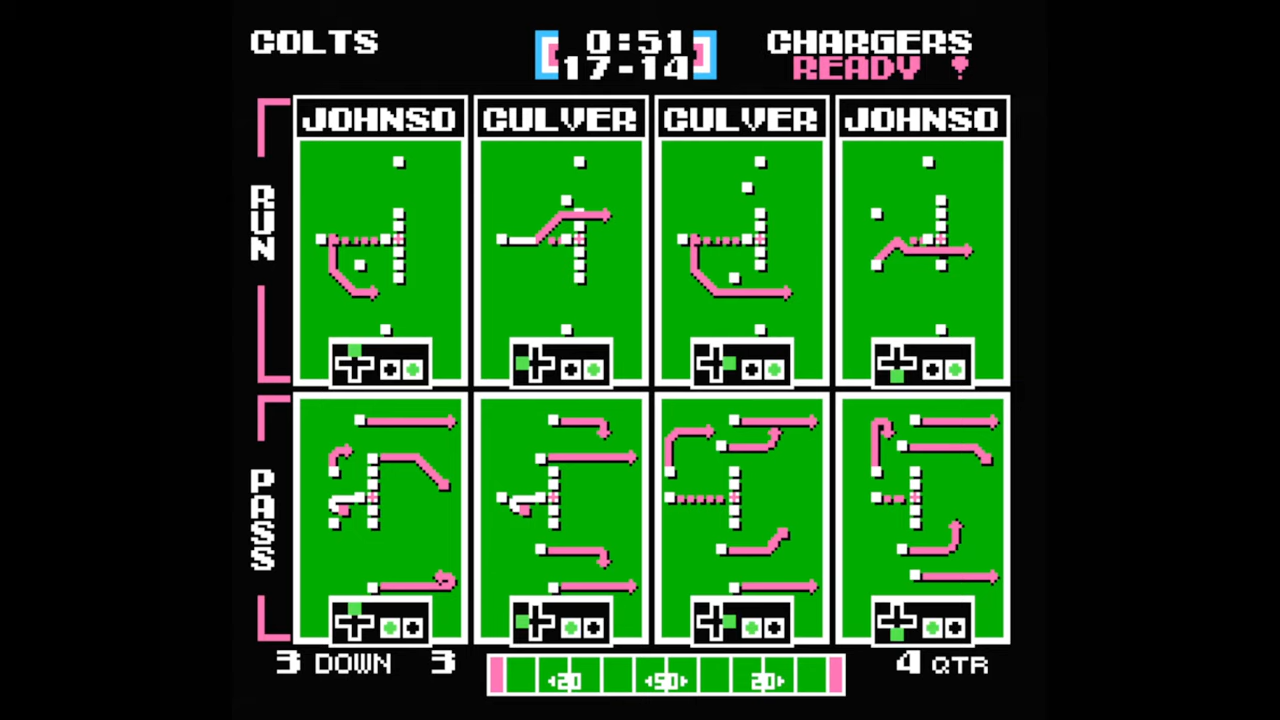 COLTS
0:51
CHARGERS
17-14
READY
JOHNSO
CULVER
CULVER
JOHNSO
RUN
PASS
3 DOWN 3
4 QTR
20
50
20